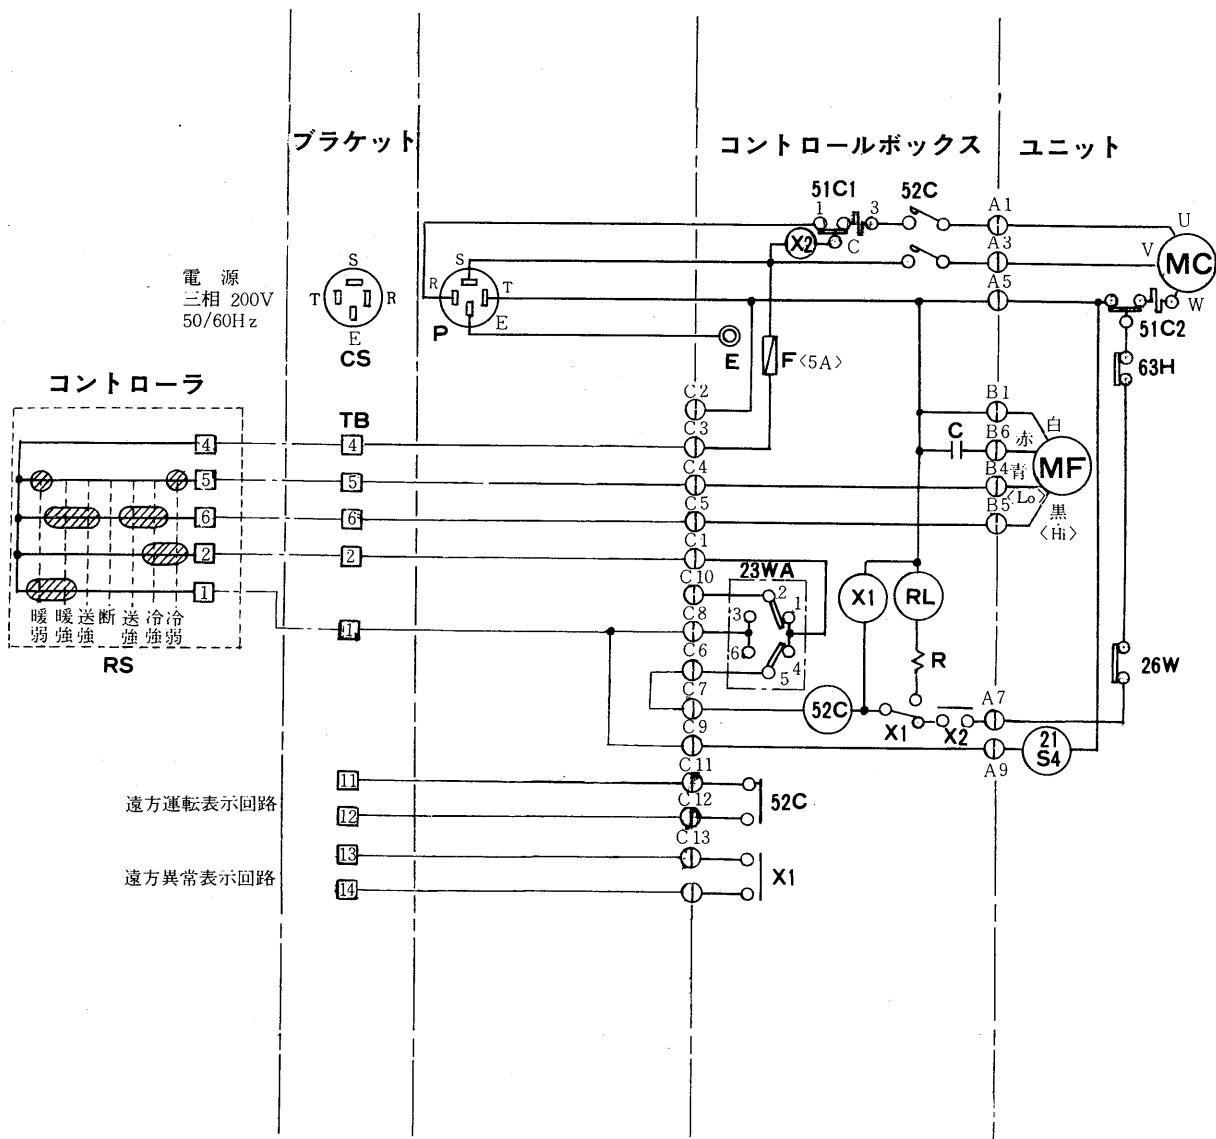 ブラケット
コントロールボックス
ユニット
51C1
52C
1
3
C
X2
A1
A3
A5
U
V
W
MC
51C2
63H
電 源
三相 200V
50/60Hz
S
T
R
E
CS
S
R
T
E
P
E
F〈5A〉
コントローラ
TB
4
5
6
2
1
4
5
6
2
1
暖弱
暖強
送強
断
送強
冷強
冷弱
RS
C2
C3
C4
C5
C1
C10
C8
C6
C7
C9
C11
C12
C13
23WA
2
3
1
6
4
5
B1
B6
B4
B5
白
赤
青
〈Lo〉
黒
〈Hi〉
C
MF
X1
RL
R
52C
X1
X2
A7
A9
26W
21
S4
遠方運転表示回路
11
12
52C
遠方異常表示回路
13
14
X1